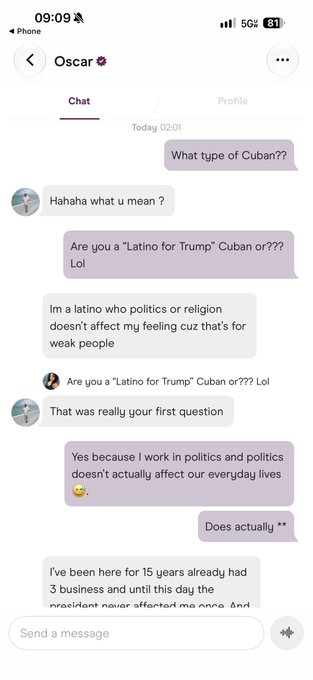 09:09
5G
81
Phone
Oscar
Chat
Profile
Today 02:01
What type of Cuban??
Hahaha what u mean ?
Are you a “Latino for Trump” Cuban or???
Lol
Im a latino who politics or religion
doesn’t affect my feeling cuz that’s for
weak people
Are you a “Latino for Trump” Cuban or??? Lol
That was really your first question
Yes because I work in politics and politics
doesn’t actually affect our everyday lives
😅.
Does actually **
I’ve been here for 15 years already had
3 business and until this day the
president never affected me once. And
Send a message